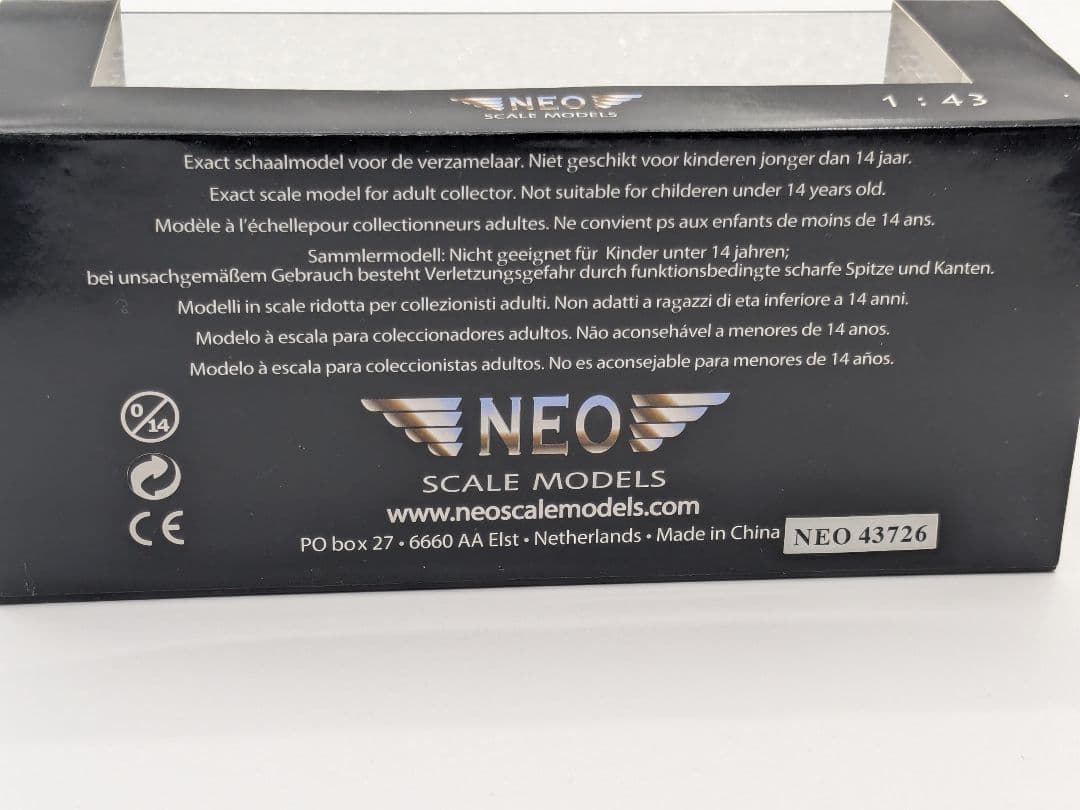 NEO
SCALE MODELS
1 : 43
Exact schaalmodel voor de verzamelaar. Niet geschikt voor kinderen jonger dan 14 jaar.
Exact scale model for adult collector. Not suitable for childeren under 14 years old.
Modèle à l'échellepour collectionneurs adultes. Ne convient ps aux enfants de moins de 14 ans.
Sammlermodell: Nicht geeignet für Kinder unter 14 jahren;
bei unsachgemäßem Gebrauch besteht Verletzungsgefahr durch funktionsbedingte scharfe Spitze und Kanten.
Modelli in scale ridotta per collezionisti adulti. Non adatti a ragazzi di eta inferiore a 14 anni.
Modelo à escala para coleccionadores adultos. Não aconsehável a menores de 14 anos.
Modelo à escala para coleccionistas adultos. No es aconsejable para menores de 14 años.
0/14
CE
NEO
SCALE MODELS
www.neoscalemodels.com
PO box 27 • 6660 AA Elst • Netherlands • Made in China NEO 43726